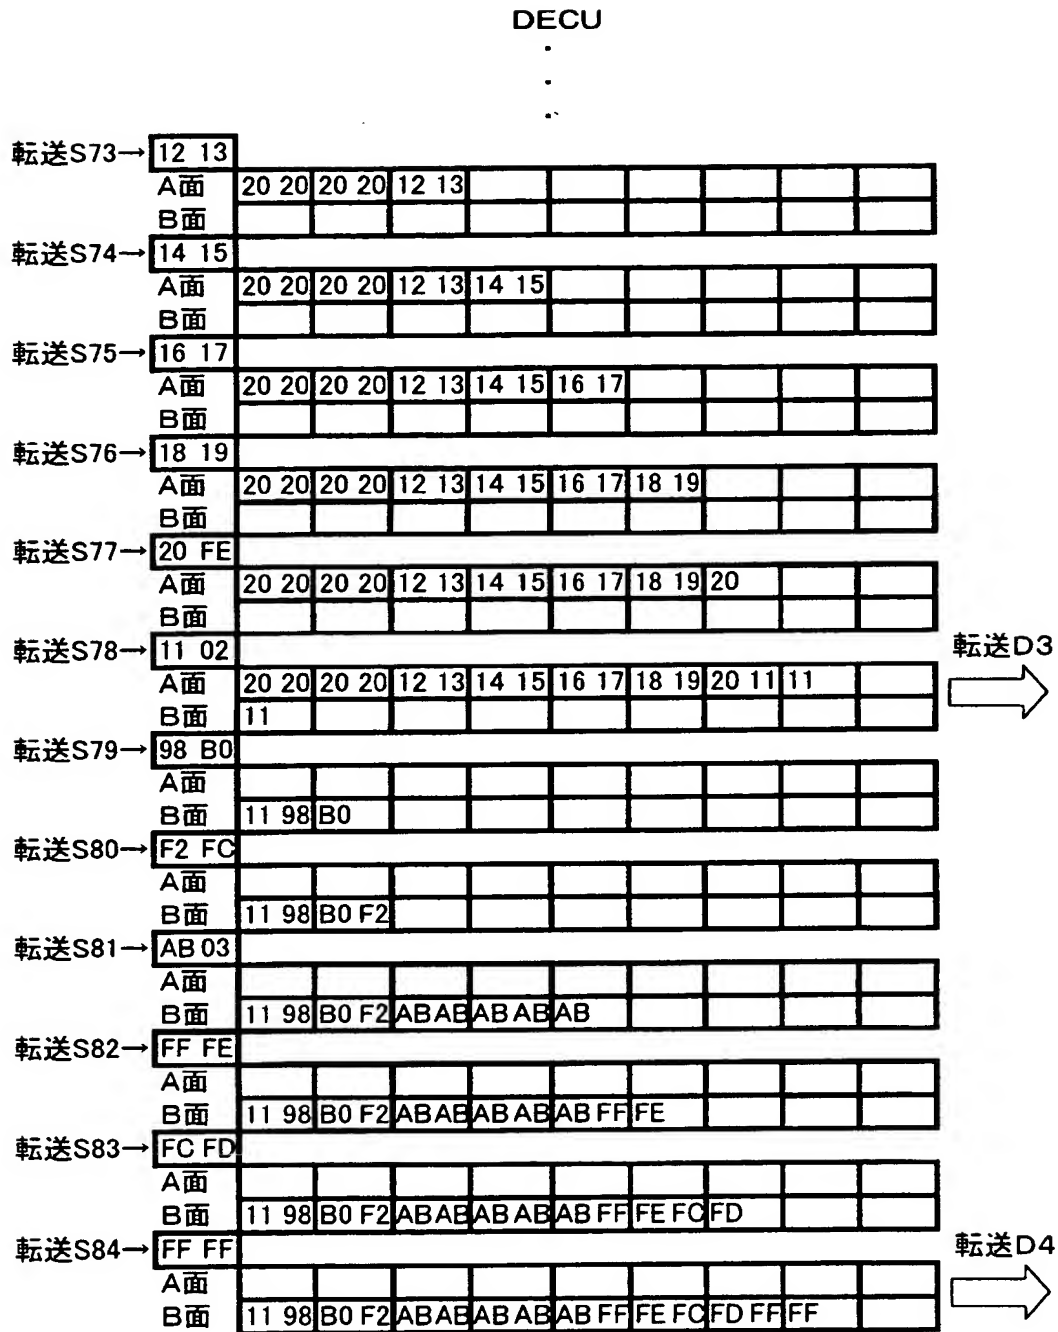 DECU
転送S73→ 12 13
A面 20 20 20 20 12 13
B面
転送S74→ 14 15
A面 20 20 20 20 12 13 14 15
B面
転送S75→ 16 17
A面 20 20 20 20 12 13 14 15 16 17
B面
転送S76→ 18 19
A面 20 20 20 20 12 13 14 15 16 17 18 19
B面
転送S77→ 20 FE
A面 20 20 20 20 12 13 14 15 16 17 18 19 20
B面
転送S78→ 11 02 転送D3
A面 20 20 20 20 12 13 14 15 16 17 18 19 20 11 11
B面 11
転送S79→ 98 B0
A面
B面 11 98 B0
転送S80→ F2 FC
A面
B面 11 98 B0 F2
転送S81→ AB 03
A面
B面 11 98 B0 F2 AB AB AB AB AB
転送S82→ FF FE
A面
B面 11 98 B0 F2 AB AB AB AB AB FF FE
転送S83→ FC FD
A面
B面 11 98 B0 F2 AB AB AB AB AB FF FE FC FD
転送S84→ FF FF 転送D4
A面
B面 11 98 B0 F2 AB AB AB AB AB FF FE FC FD FF FF